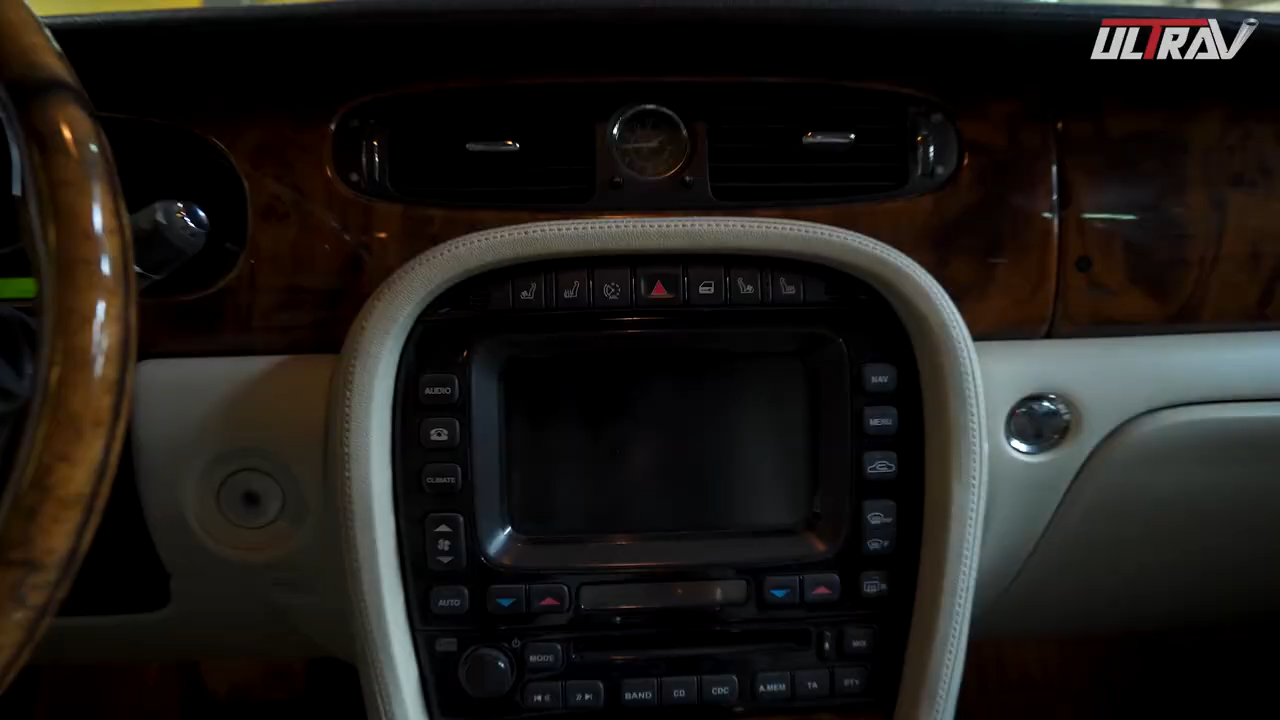 ULTRAV
AUDIO
NAV
MENU
CLIMATE
AUTO
MODE
BAND
CD
CDC
A.MEM
TA
PTY